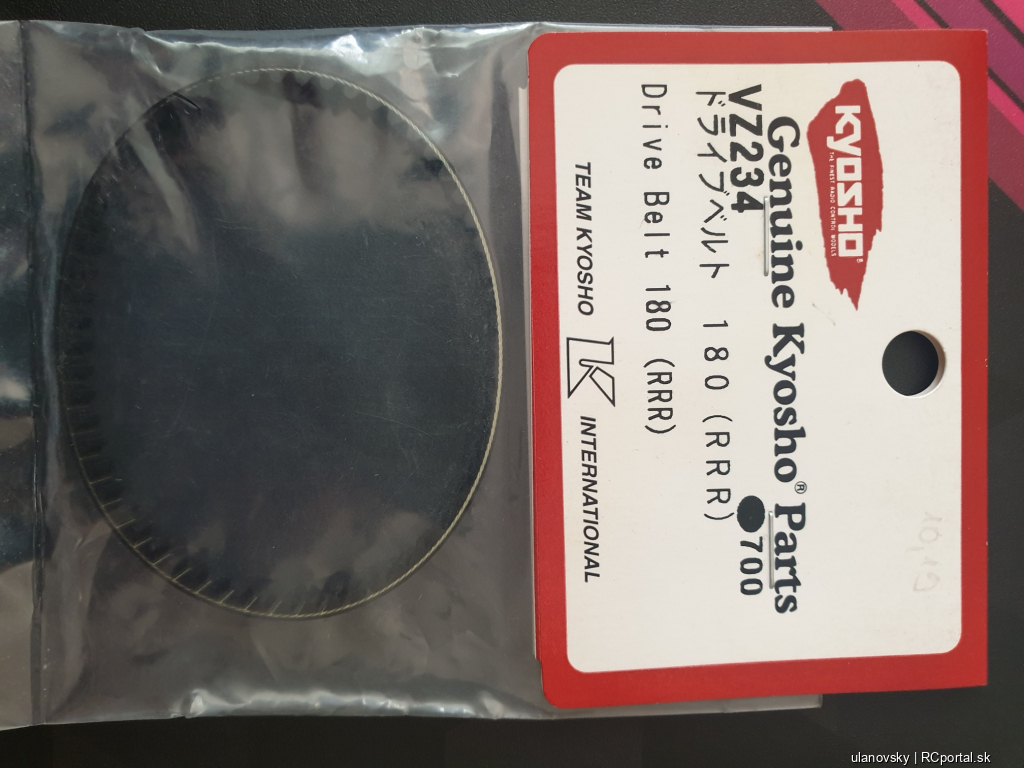 KYOSHO®
THE FINEST RADIO CONTROL MODELS
Genuine Kyosho® Parts
VZ234
●700
ドライブベルト 180(RRR)
Drive Belt 180 (RRR)
TEAM KYOSHO K INTERNATIONAL
ulanovsky | RCportal.sk